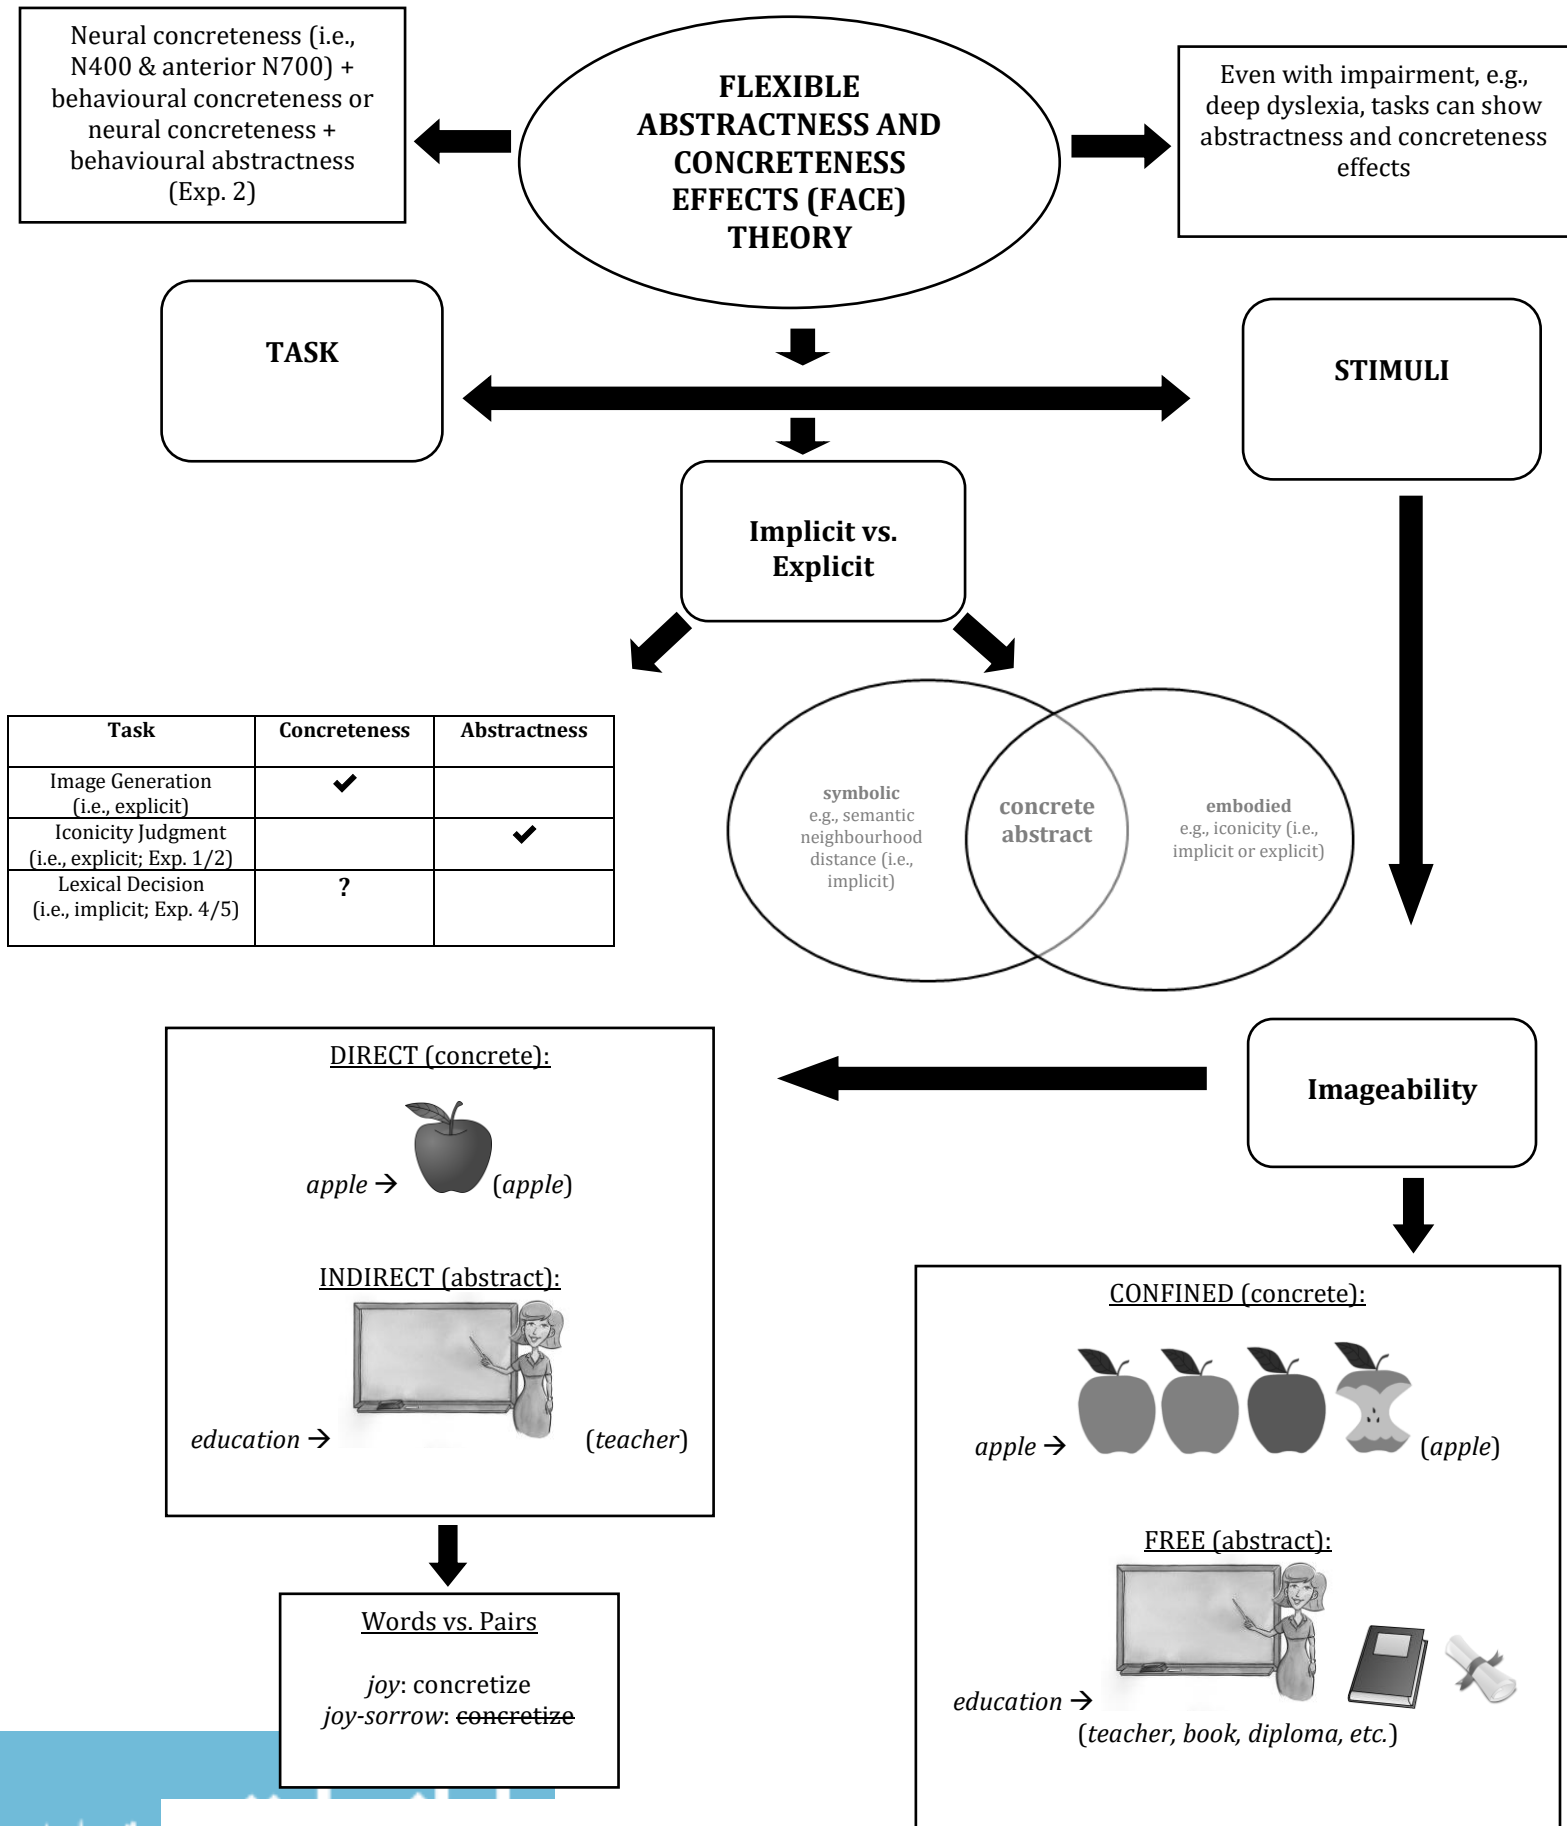 Neural concreteness (i.e.,
N400 & anterior N700) +
behavioural concreteness or
neural concreteness +
behavioural abstractness
(Exp. 2)
FLEXIBLE
ABSTRACTNESS AND
CONCRETENESS
EFFECTS (FACE)
THEORY
Even with impairment, e.g.,
deep dyslexia, tasks can show
abstractness and concreteness
effects
TASK
STIMULI
Implicit vs.
Explicit
Task Concreteness Abstractness
Image Generation ✔
(i.e., explicit)
Iconicity Judgment ✔
(i.e., explicit; Exp. 1/2)
Lexical Decision ?
(i.e., implicit; Exp. 4/5)
symbolic
e.g., semantic
neighbourhood
distance (i.e.,
implicit)
concrete
abstract
embodied
e.g., iconicity (i.e.,
implicit or explicit)
Imageability
DIRECT (concrete):
apple → (apple)
INDIRECT (abstract):
education → (teacher)
Words vs. Pairs
joy: concretize
joy-sorrow: concretize
CONFINED (concrete):
apple → (apple)
FREE (abstract):
education →
(teacher, book, diploma, etc.)